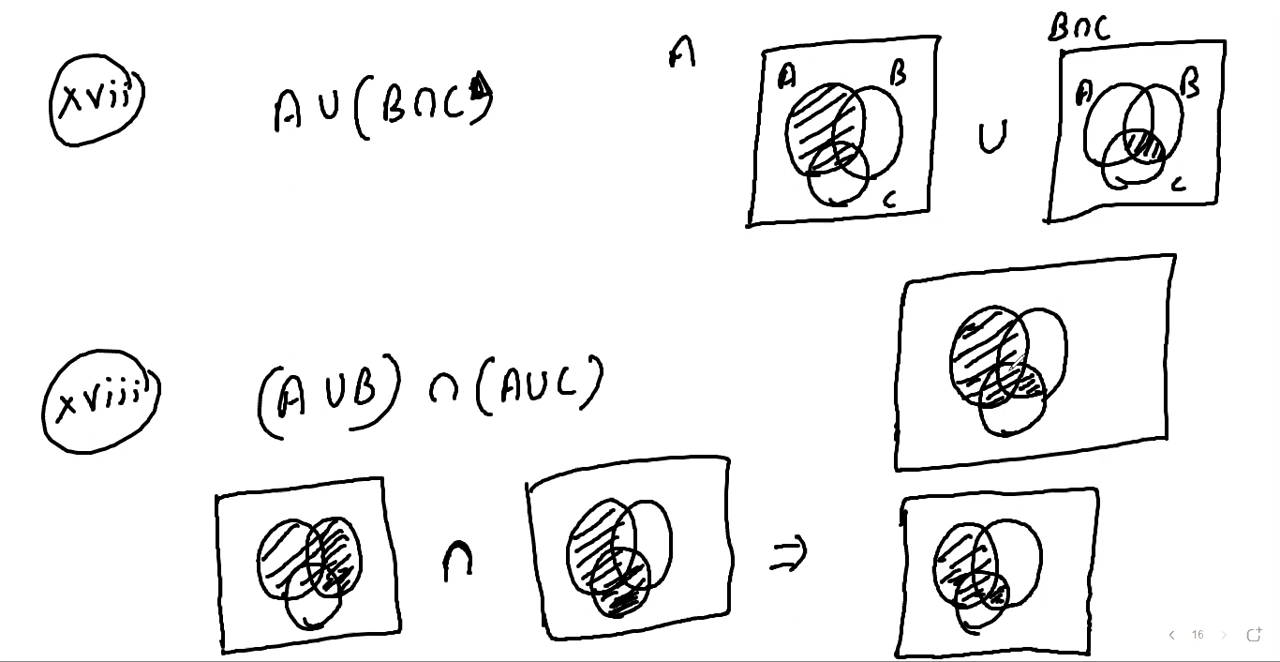 B∩C
A
A B
∪
A B
xvii A ∪ (B∩C)
C
C
xviii (A ∪B) ∩ (A∪C)
∩ ⇒
< 16 >